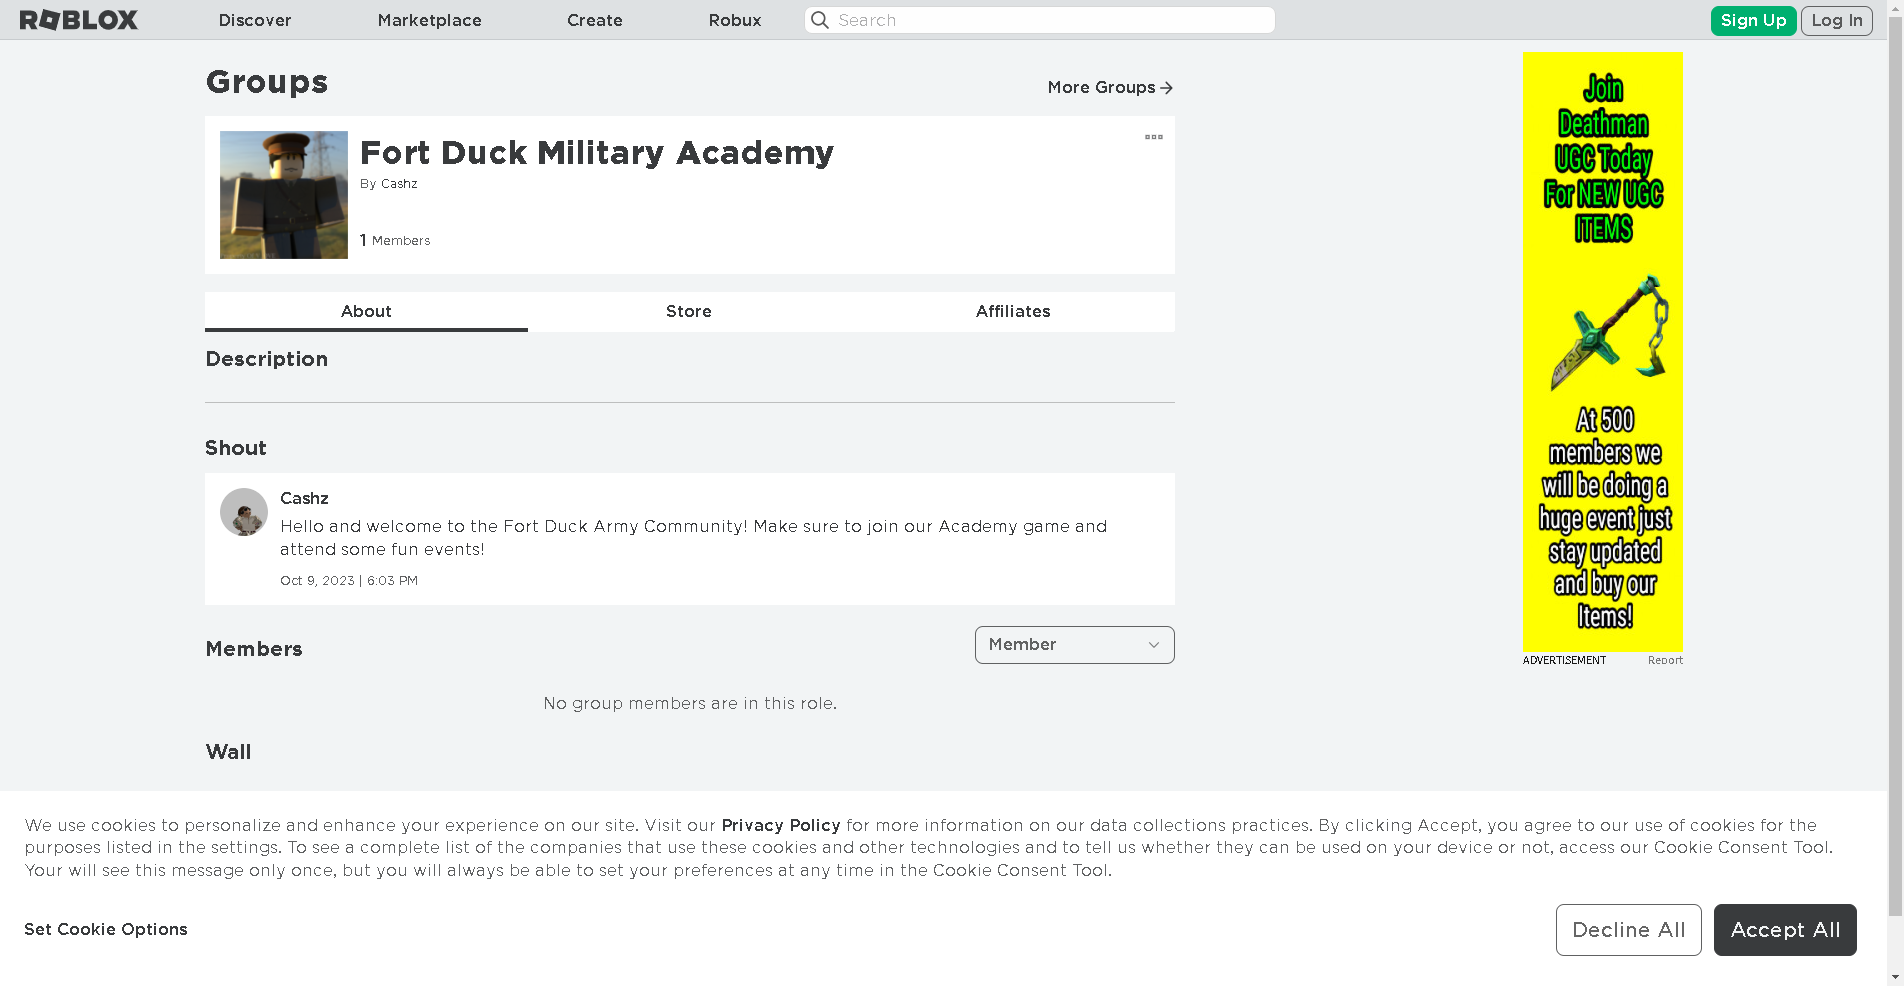 ROBLOX Discover Marketplace Create Robux Search Sign Up Log In
Groups
More Groups
Fort Duck Military Academy
By Cashz
1 Members
About Store Affiliates
Description
Shout
Cashz
Hello and welcome to the Fort Duck Army Community! Make sure to join our Academy game and
attend some fun events!
Oct 9, 2023 | 6:03 PM
Members
Member
No group members are in this role.
Wall
Join
Deathman
UGC Today
For NEW UGC
ITEMS
At 500
members we
will be doing a
huge event just
stay updated
and buy our
Items!
ADVERTISEMENT Report
We use cookies to personalize and enhance your experience on our site. Visit our Privacy Policy for more information on our data collections practices. By clicking Accept, you agree to our use of cookies for the
purposes listed in the settings. To see a complete list of the companies that use these cookies and other technologies and to tell us whether they can be used on your device or not, access our Cookie Consent Tool.
Your will see this message only once, but you will always be able to set your preferences at any time in the Cookie Consent Tool.
Set Cookie Options
Decline All
Accept All